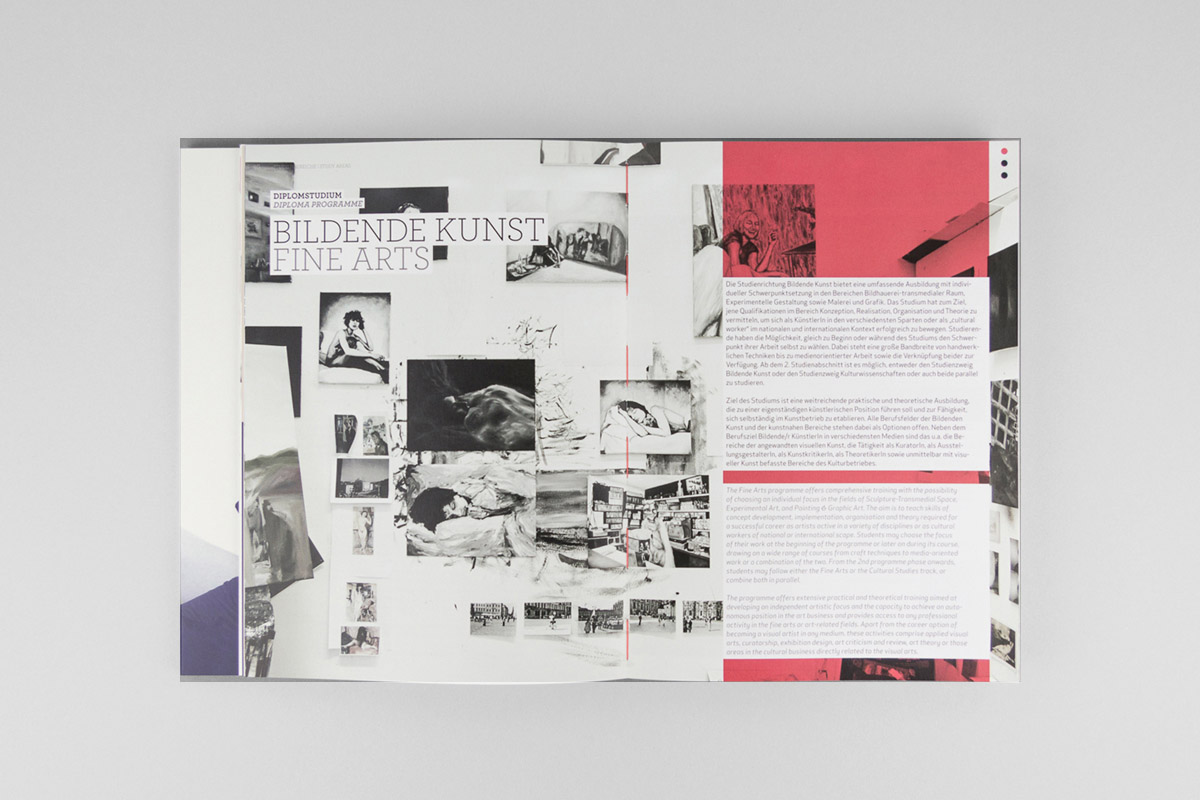 DIPLOMSTUDIUM
DIPLOMA PROGRAMME
BILDENDE KUNST
FINE ARTS
Die Studienrichtung Bildende Kunst bietet eine umfassende Ausbildung mit indivi-
dueller Schwerpunktsetzung in den Bereichen Bildhauerei-transmedialer Raum,
Experimentelle Gestaltung sowie Malerei und Grafik. Das Studium hat zum Ziel,
jene Qualifikationen im Bereich Konzeption, Realisation, Organisation und Theorie zu
vermitteln, um sich als KünstlerIn in den verschiedensten Sparten oder als „cultural
worker“ im nationalen und internationalen Kontext erfolgreich zu bewegen. Studieren-
de haben die Möglichkeit, gleich zu Beginn oder während des Studiums den Schwer-
punkt ihrer Arbeit selbst zu wählen. Dabei steht eine große Bandbreite von handwerk-
lichen Techniken bis zu medienorientierter Arbeit sowie die Verknüpfung beider zur
Verfügung. Ab dem 2. Studienabschnitt ist es möglich, entweder den Studienzweig
Bildende Kunst oder den Studienzweig Kulturwissenschaften oder auch beide parallel
zu studieren.
Ziel des Studiums ist eine weitreichende praktische und theoretische Ausbildung,
die zu einer eigenständigen künstlerischen Position führen soll und zur Fähigkeit,
sich selbständig im Kunstbetrieb zu etablieren. Alle Berufsfelder der Bildenden
Kunst und der kunstnahen Bereiche stehen dabei als Optionen offen. Neben dem
Berufsziel Bildende/r KünstlerIn in verschiedensten Medien sind das u.a. die Be-
reiche der angewandten visuellen Kunst, die Tätigkeit als KuratorIn, als Ausstel-
lungsgestalterIn, als KunstkritikerIn, als TheoretikerIn sowie unmittelbar mit visu-
eller Kunst befasste Bereiche des Kulturbetriebes.
The Fine Arts programme offers comprehensive training with the possibility
of choosing an individual focus in the fields of Sculpture-Transmedial Space,
Experimental Art, and Painting & Graphic Art. The aim is to teach skills of
concept development, implementation, organisation and theory required for
a successful career as artists active in a variety of disciplines or as cultural
workers of national or international scope. Students may choose the focus
of their work at the beginning of the programme or later on during its course,
drawing on a wide range of courses from craft techniques to media-oriented
work or a combination of the two. From the 2nd programme phase onwards,
students may follow either the Fine Arts or the Cultural Studies track, or
combine both in parallel.
The programme offers extensive practical and theoretical training aimed at
developing an independent artistic focus and the capacity to achieve an auto-
nomous position in the art business and provides access to any professional
activity in the fine arts or art-related fields. Apart from the career option of
becoming a visual artist in any medium, these activities comprise applied visual
arts, curatorship, exhibition design, art criticism and review, art theory or those
areas in the cultural business directly related to the visual arts.